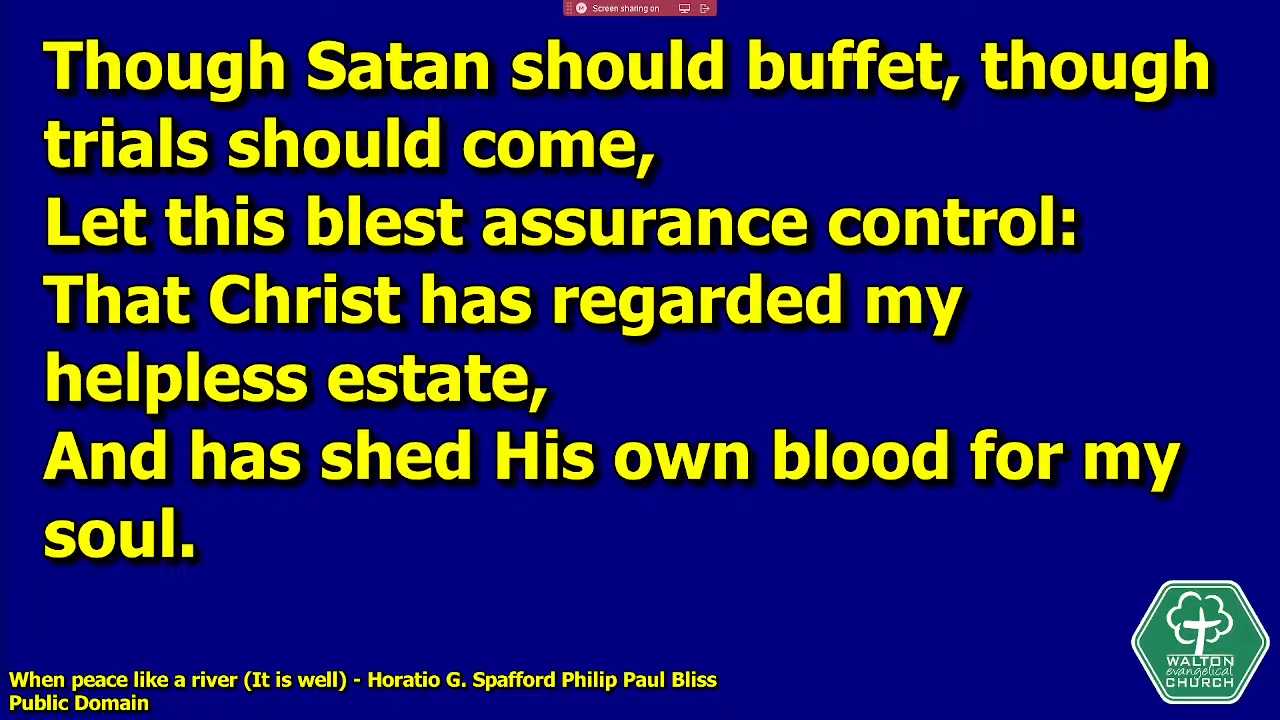 Screen sharing on
Though Satan should buffet, though
trials should come,
Let this blest assurance control:
That Christ has regarded my
helpless estate,
And has shed His own blood for my
soul.
WALTON
evangelical
CHURCH
When peace like a river (It is well) - Horatio G. Spafford Philip Paul Bliss
Public Domain